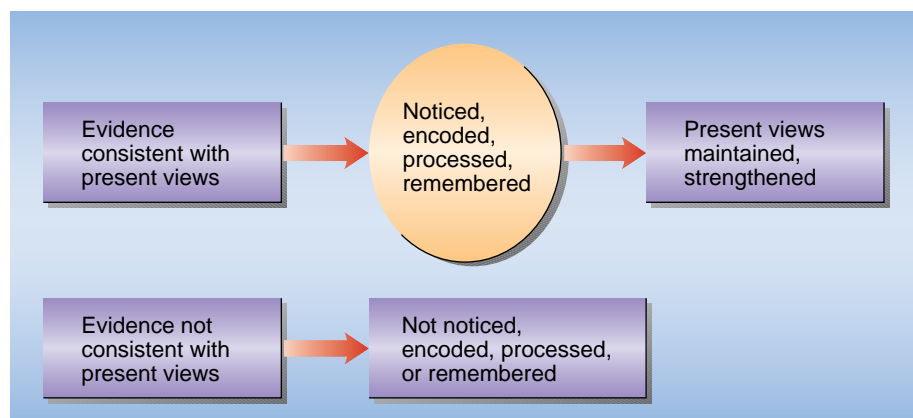 Evidence
consistent with
present views
Noticed,
encoded,
processed,
remembered
Present views
maintained,
strengthened
Evidence not
consistent with
present views
Not noticed,
encoded, processed,
or remembered